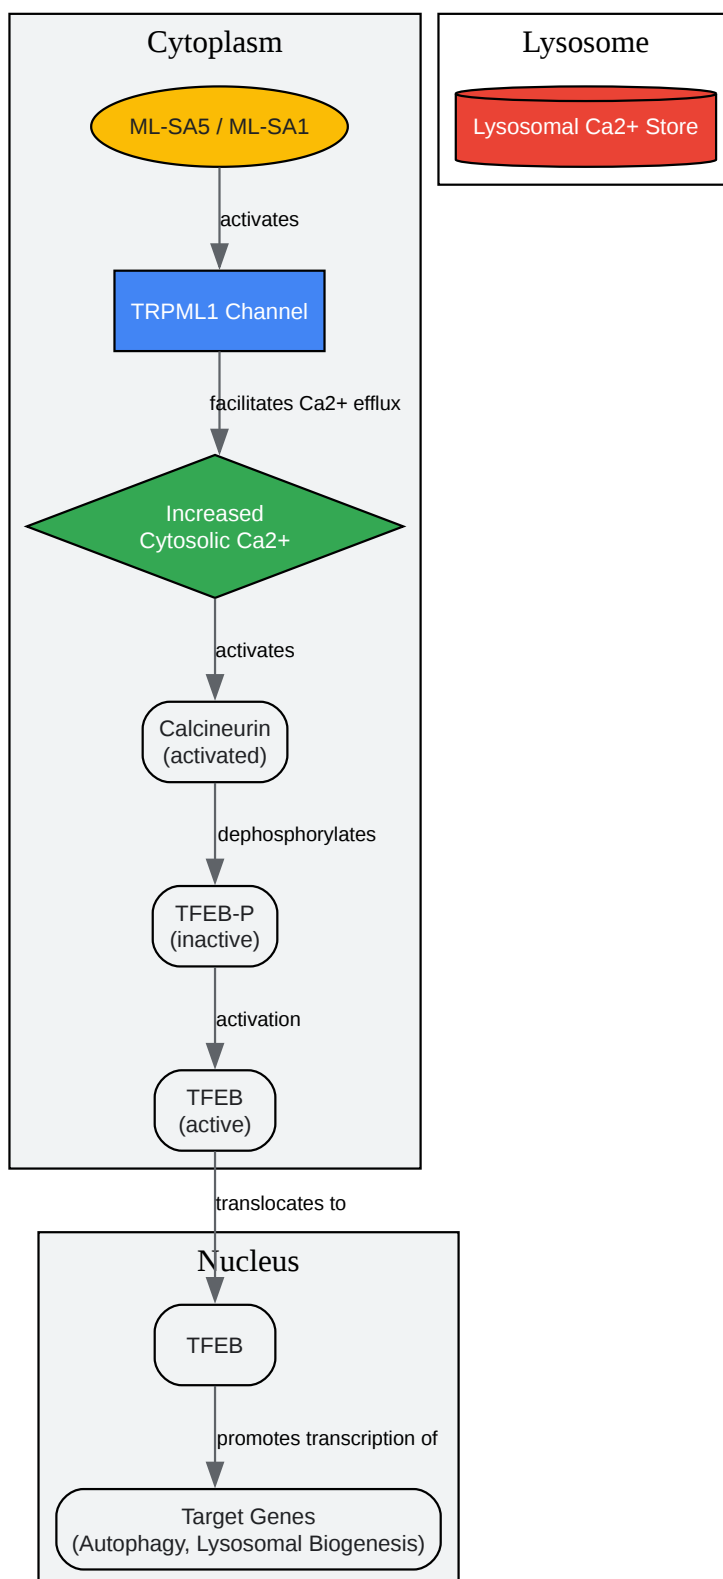 Cytoplasm
Lysosome
ML-SA5 / ML-SA1
Lysosomal Ca2+ Store
activates
TRPML1 Channel
facilitates Ca2+ efflux
Increased
Cytosolic Ca2+
activates
Calcineurin
(activated)
dephosphorylates
TFEB-P
(inactive)
activation
TFEB
(active)
translocates to
Nucleus
TFEB
promotes transcription of
Target Genes
(Autophagy, Lysosomal Biogenesis)